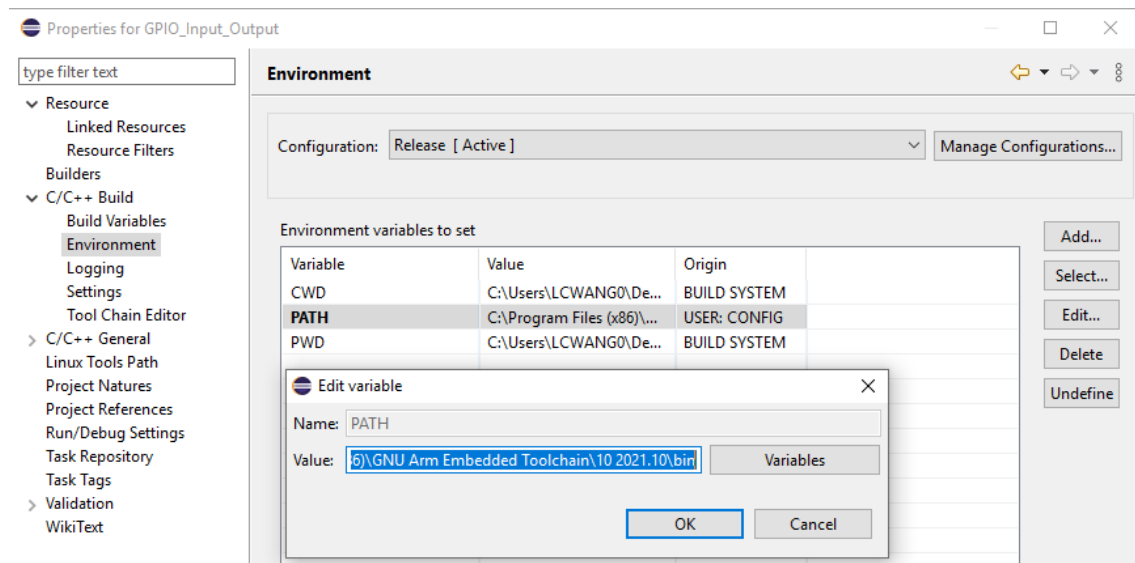 Properties for GPIO_Input_Output
type filter text
Resource
Linked Resources
Resource Filters
Builders
C/C++ Build
Build Variables
Environment
Logging
Settings
Tool Chain Editor
C/C++ General
Linux Tools Path
Project Natures
Project References
Run/Debug Settings
Task Repository
Task Tags
Validation
WikiText
Environment
Configuration: Release [ Active ] Manage Configurations...
Environment variables to set
Variable Value Origin
CWD C:\Users\LCWANG0\De... BUILD SYSTEM
PATH C:\Program Files (x86)\... USER: CONFIG
PWD C:\Users\LCWANG0\De... BUILD SYSTEM
Add...
Select...
Edit...
Delete
Undefine
Edit variable
Name: PATH
Value: 6)\GNU Arm Embedded Toolchain\10 2021.10\bin Variables
OK Cancel